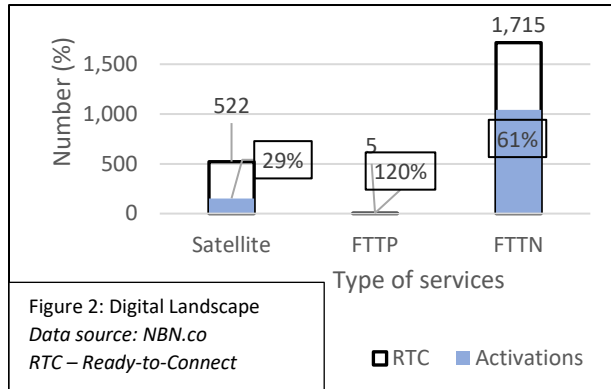 1,715
Number (%)
1,500
1,000
500
0
522
29%
5
120%
61%
Satellite
FTTP
FTTN
Type of services
Figure 2: Digital Landscape
Data source: NBN.co
RTC – Ready-to-Connect
RTC
Activations